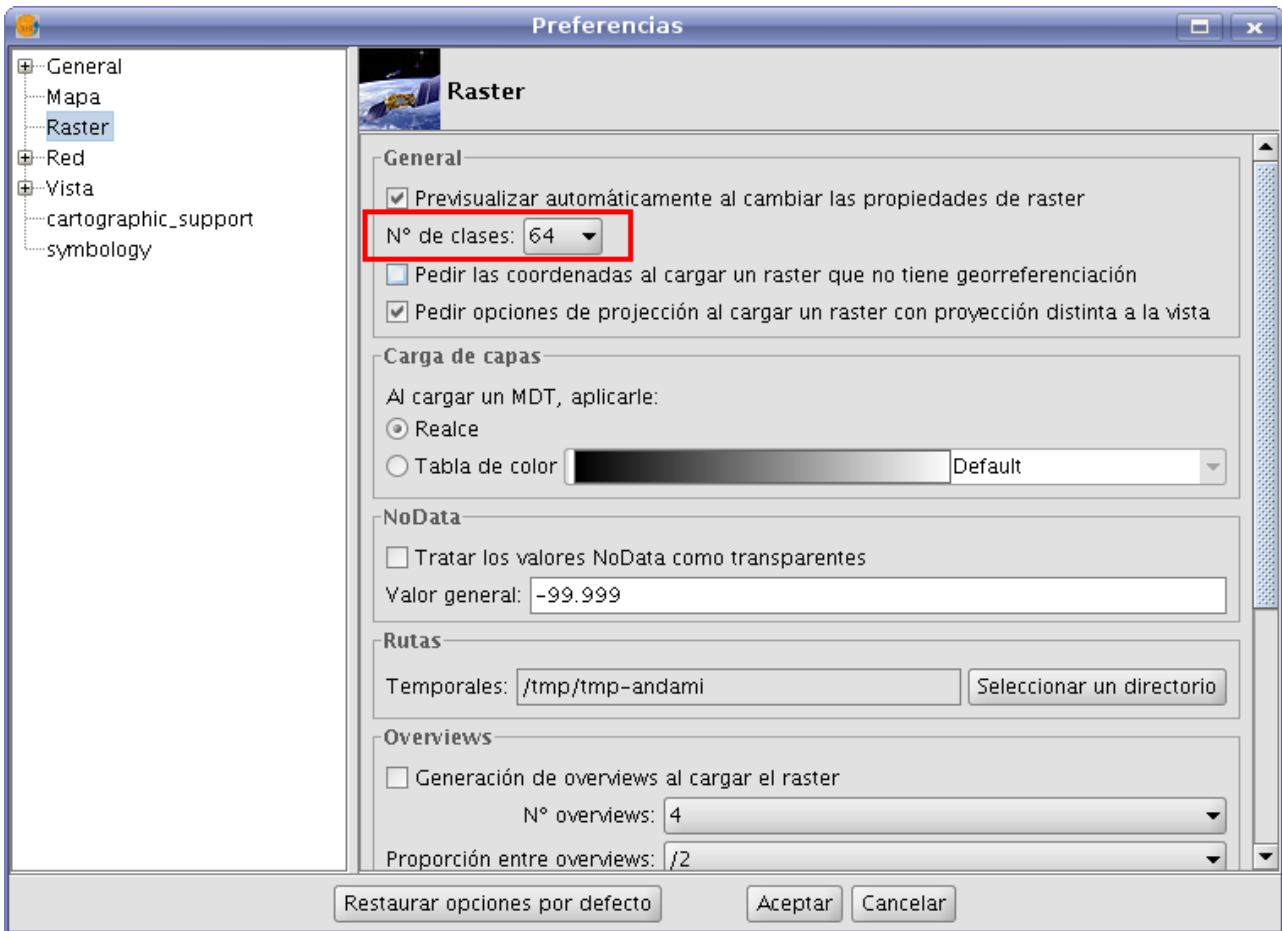 Preferencias
General
Mapa
Raster
Red
Vista
cartographic_support
symbology
Raster
General
Previsualizar automáticamente al cambiar las propiedades de raster
Nº de clases: 64
Pedir las coordenadas al cargar un raster que no tiene georreferenciación
Pedir opciones de projección al cargar un raster con proyección distinta a la vista
Carga de capas
Al cargar un MDT, aplicarle:
Realce
Tabla de color Default
NoData
Tratar los valores NoData como transparentes
Valor general: -99.999
Rutas
Temporales: /tmp/tmp-andami Seleccionar un directorio
Overviews
Generación de overviews al cargar el raster
Nº overviews: 4
Proporción entre overviews: /2
Restaurar opciones por defecto Aceptar Cancelar